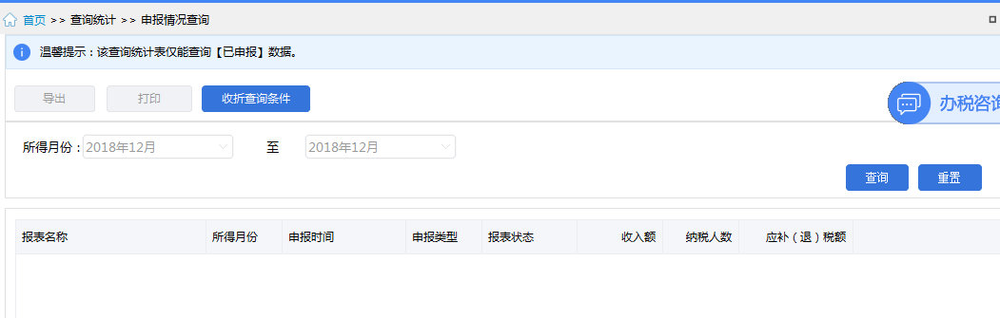 首页 >> 查询统计 >> 申报情况查询
温馨提示：该查询统计表仅能查询【已申报】数据。
导出 打印 收折查询条件
办税咨询
所得月份：2018年12月 至 2018年12月
查询 重置
报表名称 所得月份 申报时间 申报类型 报表状态 收入额 纳税人数 应补（退）税额